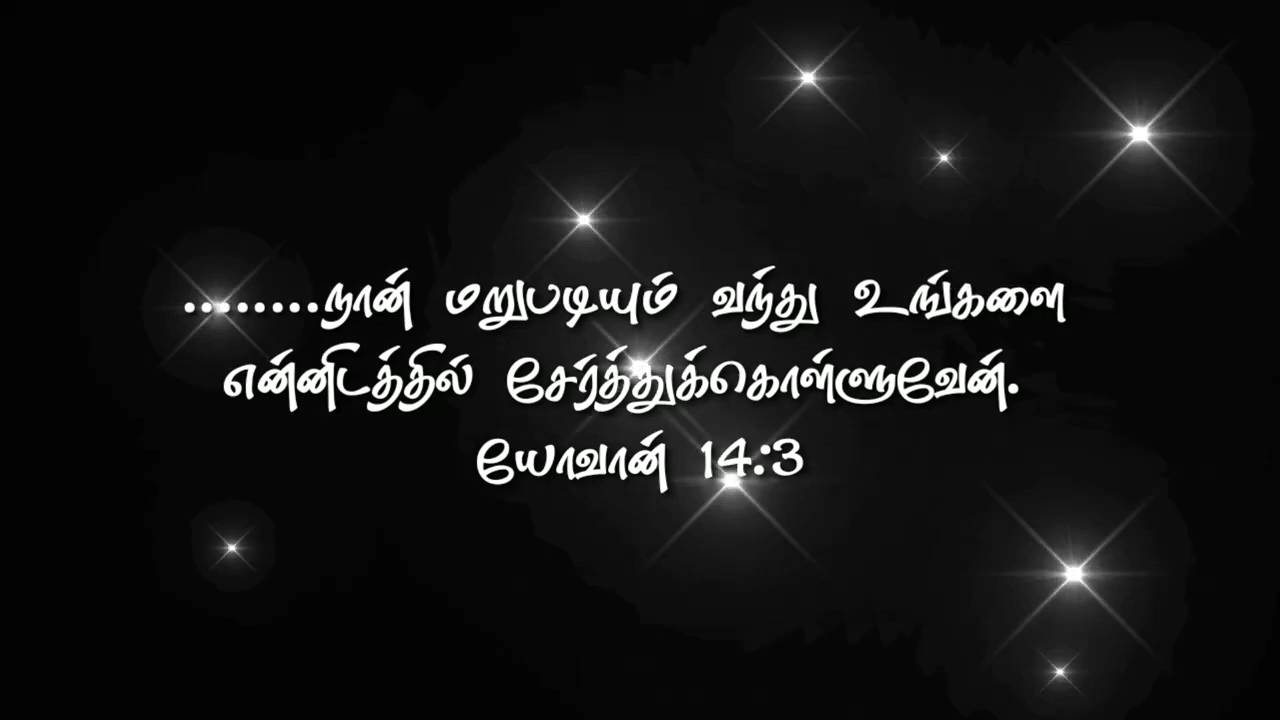 ........நான் மறுபடியும் வந்து உங்களை
என்னிடத்தில் சேர்த்துக்கொள்ளுவேன்.
யோவான் 14:3